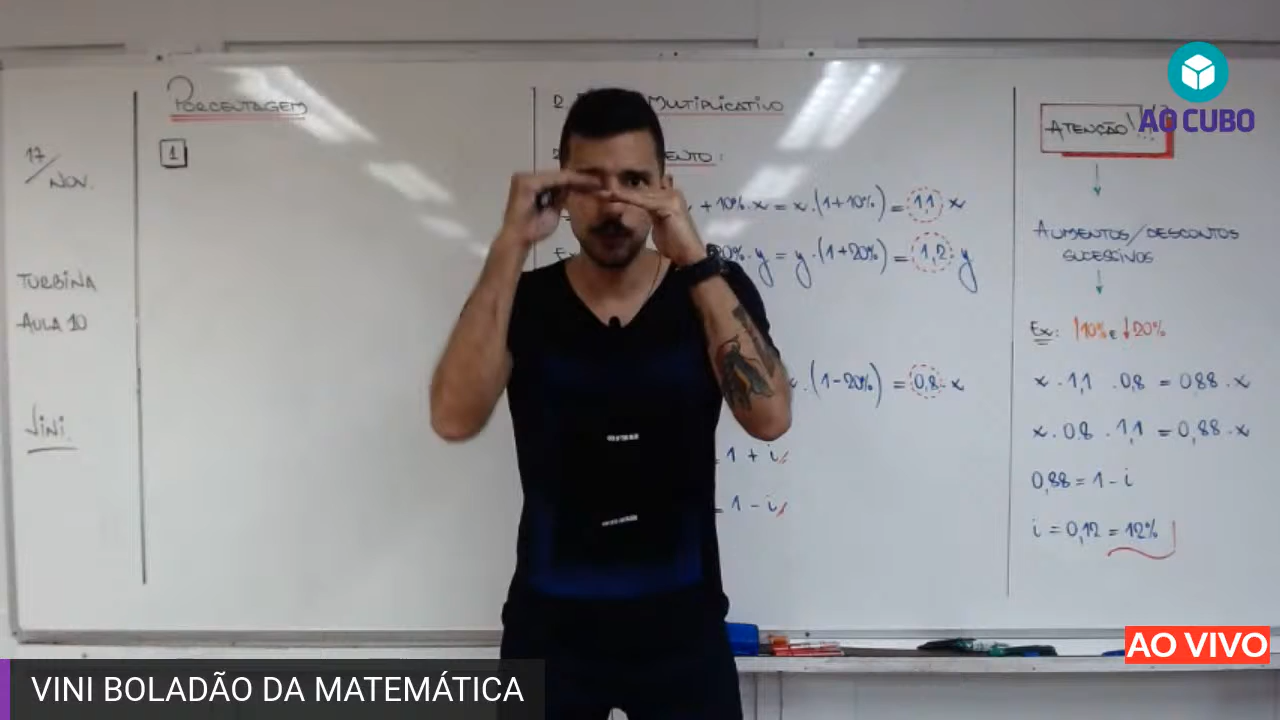 17/NOV.
TURBINA
AULA 10
Vini.
PORCENTAGEM
1
2. MULTIPLICATIVO
ENTO:
+ 10%.x = x.(1+10%) = 1,1 x
20%.y = y.(1+20%) = 1,2 y
.(1-20%) = 0,8.x
= 1 + i
= 1 - i
ATENÇÃO!!!
AUMENTOS/DESCONTOS
SUCESSIVOS
Ex: ↑10% e ↓20%
x . 1,1 . 0,8 = 0,88 . x
x . 0,8 . 1,1 = 0,88 . x
0,88 = 1 - i
i = 0,12 = 12%
AO CUBO
AO VIVO
VINI BOLADÃO DA MATEMÁTICA